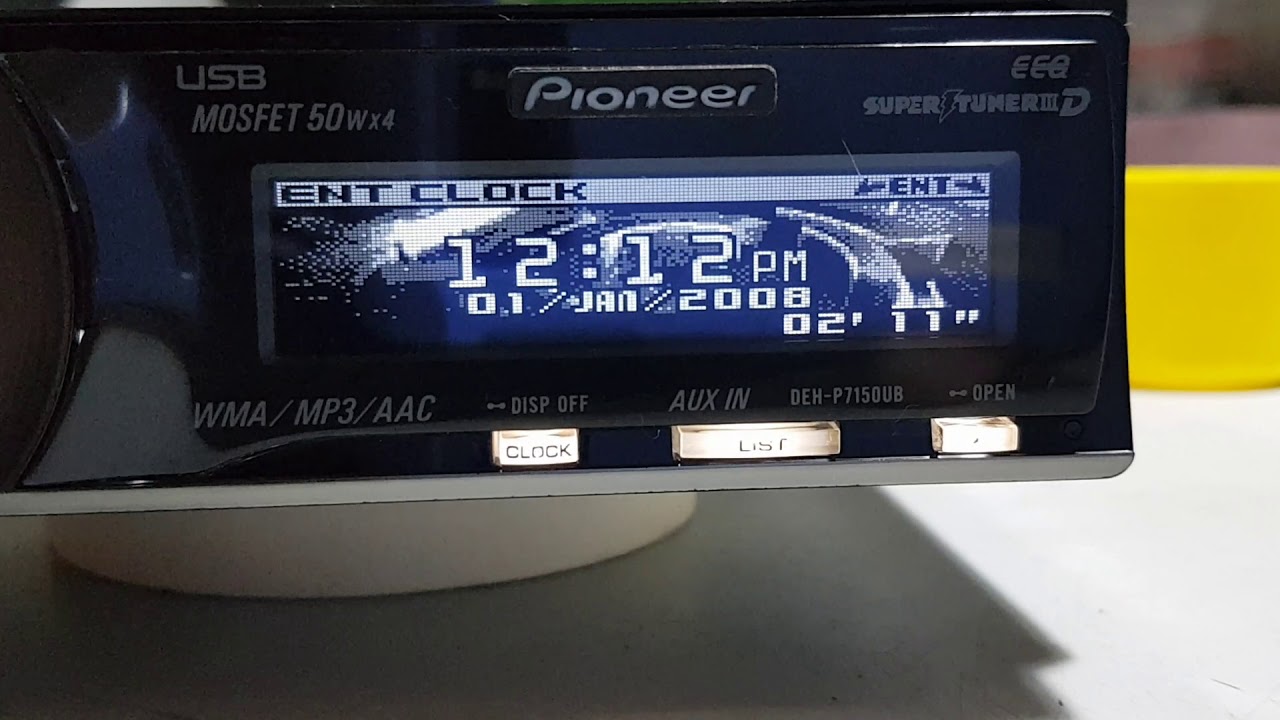 USB
Pioneer
EEQ
MOSFET 50Wx4
SUPER TUNER III D
ENT CLOCK
ENT
12:12 PM
01/JAN/2008
02' 11"
WMA/MP3/AAC
DISP OFF
AUX IN
DEH-P7150UB
OPEN
CLOCK
LIST